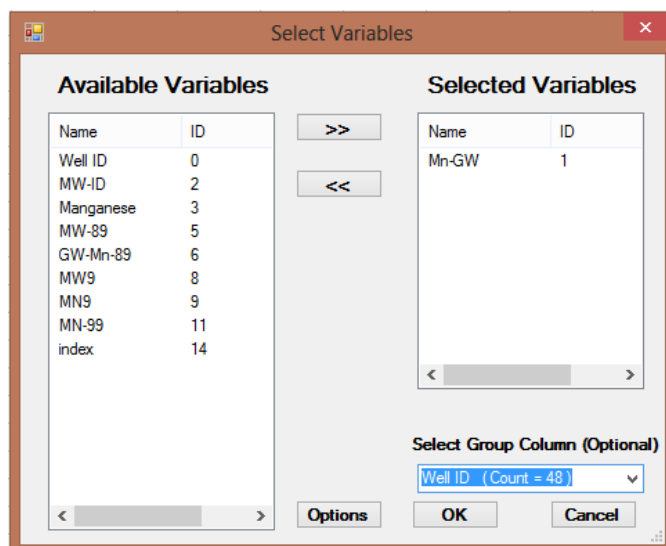 Select Variables
Available Variables
Name ID
Well ID 0
MW-ID 2
Manganese 3
MW-89 5
GW-Mn-89 6
MW9 8
MN9 9
MN-99 11
index 14
>>
<<
Selected Variables
Name ID
Mn-GW 1
Select Group Column (Optional)
Well ID (Count = 48)
Options
OK
Cancel